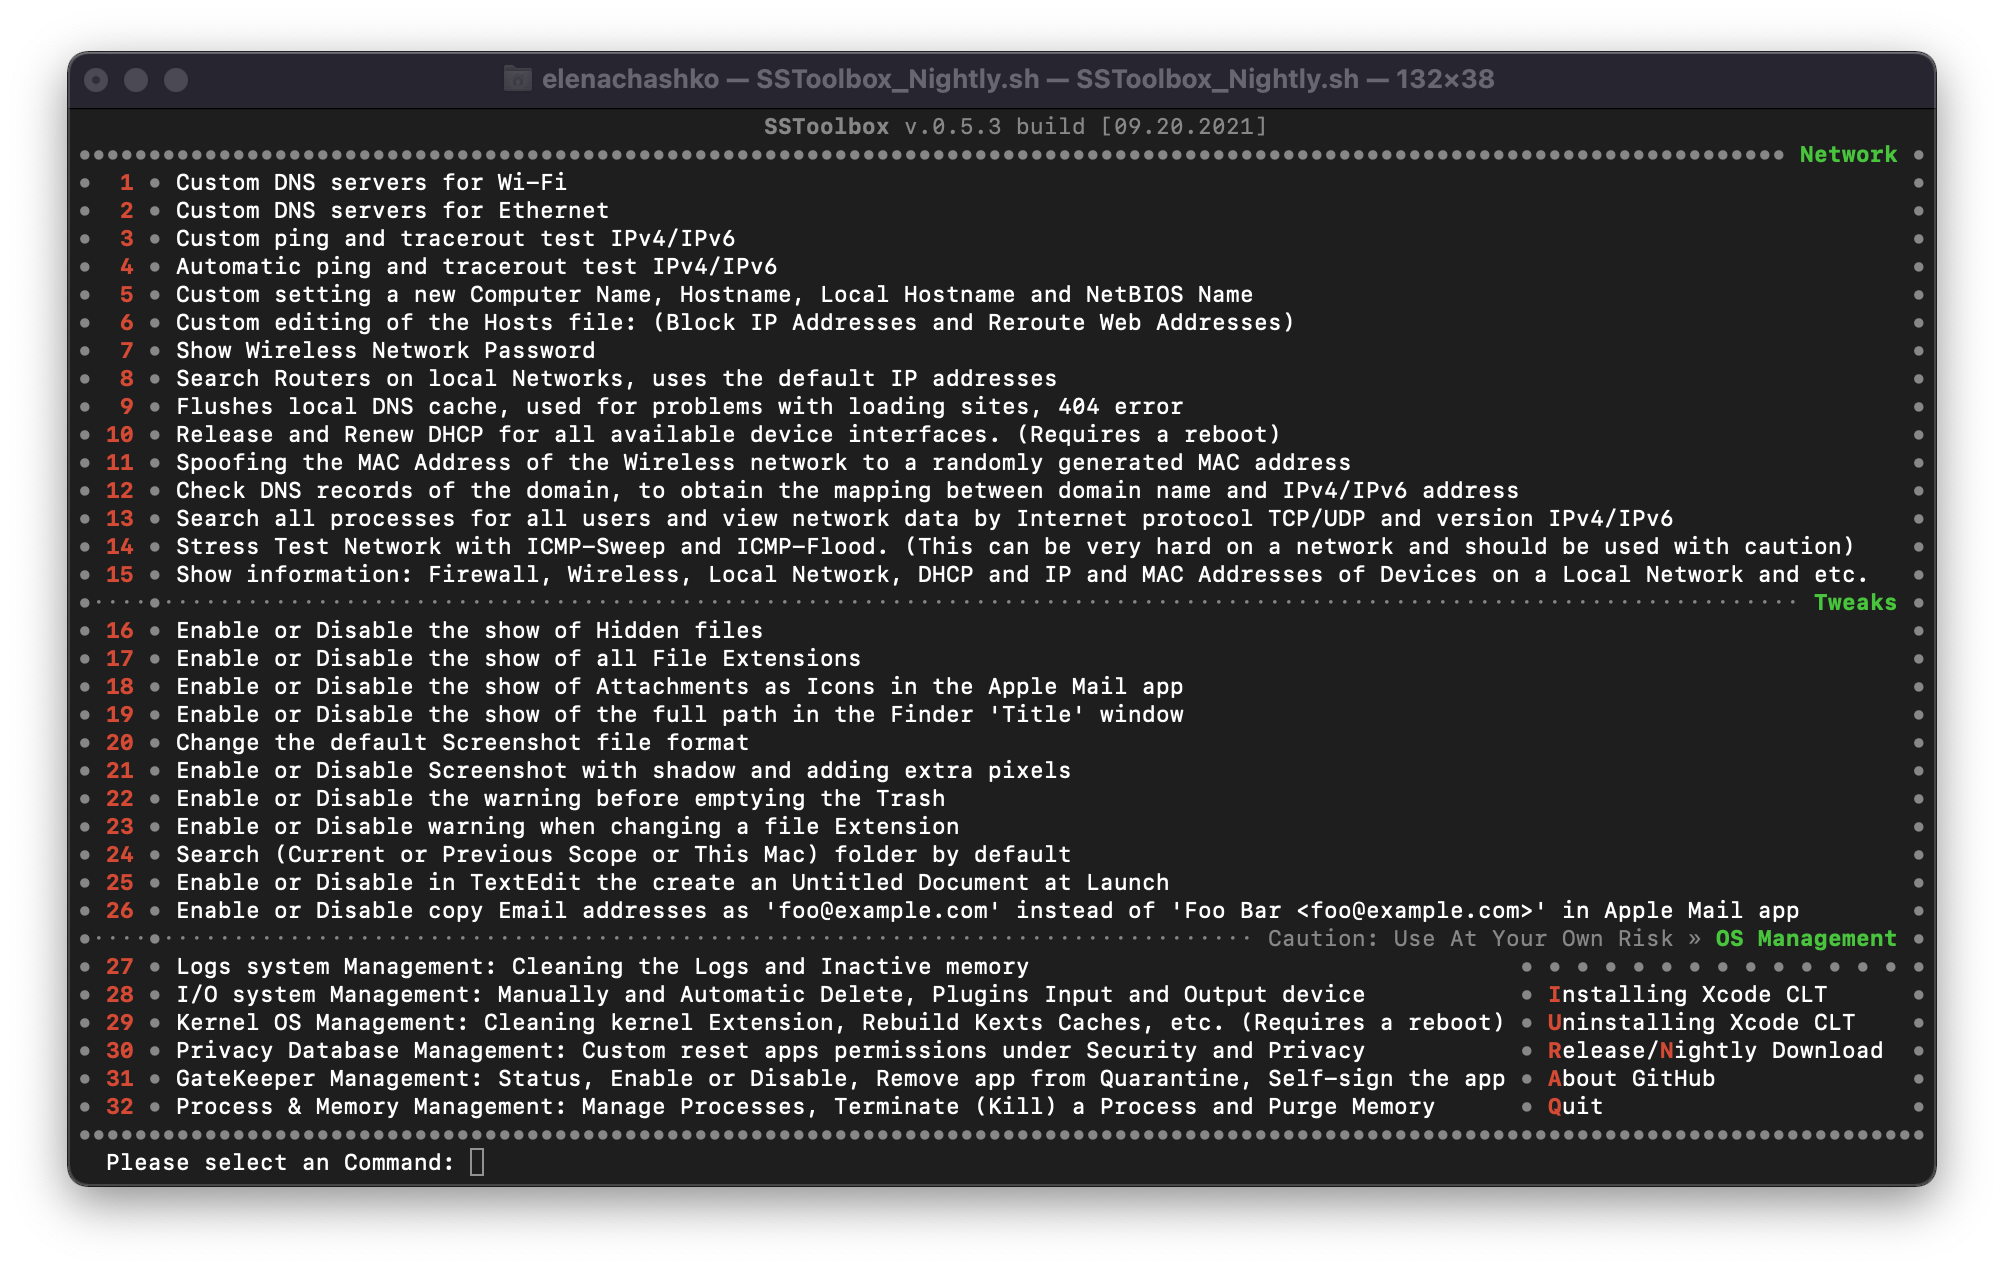 elenachashko — SSToolbox_Nightly.sh — SSToolbox_Nightly.sh — 132×38
SSToolbox v.0.5.3 build [09.20.2021]
Network
1 Custom DNS servers for Wi-Fi
2 Custom DNS servers for Ethernet
3 Custom ping and tracerout test IPv4/IPv6
4 Automatic ping and tracerout test IPv4/IPv6
5 Custom setting a new Computer Name, Hostname, Local Hostname and NetBIOS Name
6 Custom editing of the Hosts file: (Block IP Addresses and Reroute Web Addresses)
7 Show Wireless Network Password
8 Search Routers on local Networks, uses the default IP addresses
9 Flushes local DNS cache, used for problems with loading sites, 404 error
10 Release and Renew DHCP for all available device interfaces. (Requires a reboot)
11 Spoofing the MAC Address of the Wireless network to a randomly generated MAC address
12 Check DNS records of the domain, to obtain the mapping between domain name and IPv4/IPv6 address
13 Search all processes for all users and view network data by Internet protocol TCP/UDP and version IPv4/IPv6
14 Stress Test Network with ICMP-Sweep and ICMP-Flood. (This can be very hard on a network and should be used with caution)
15 Show information: Firewall, Wireless, Local Network, DHCP and IP and MAC Addresses of Devices on a Local Network and etc.
Tweaks
16 Enable or Disable the show of Hidden files
17 Enable or Disable the show of all File Extensions
18 Enable or Disable the show of Attachments as Icons in the Apple Mail app
19 Enable or Disable the show of the full path in the Finder 'Title' window
20 Change the default Screenshot file format
21 Enable or Disable Screenshot with shadow and adding extra pixels
22 Enable or Disable the warning before emptying the Trash
23 Enable or Disable warning when changing a file Extension
24 Search (Current or Previous Scope or This Mac) folder by default
25 Enable or Disable in TextEdit the create an Untitled Document at Launch
26 Enable or Disable copy Email addresses as 'foo@example.com' instead of 'Foo Bar <foo@example.com>' in Apple Mail app
Caution: Use At Your Own Risk » OS Management
27 Logs system Management: Cleaning the Logs and Inactive memory
28 I/O system Management: Manually and Automatic Delete, Plugins Input and Output device
29 Kernel OS Management: Cleaning kernel Extension, Rebuild Kexts Caches, etc. (Requires a reboot)
30 Privacy Database Management: Custom reset apps permissions under Security and Privacy
31 GateKeeper Management: Status, Enable or Disable, Remove app from Quarantine, Self-sign the app
32 Process & Memory Management: Manage Processes, Terminate (Kill) a Process and Purge Memory
Installing Xcode CLT
Uninstalling Xcode CLT
Release/Nightly Download
About GitHub
Quit
Please select an Command: